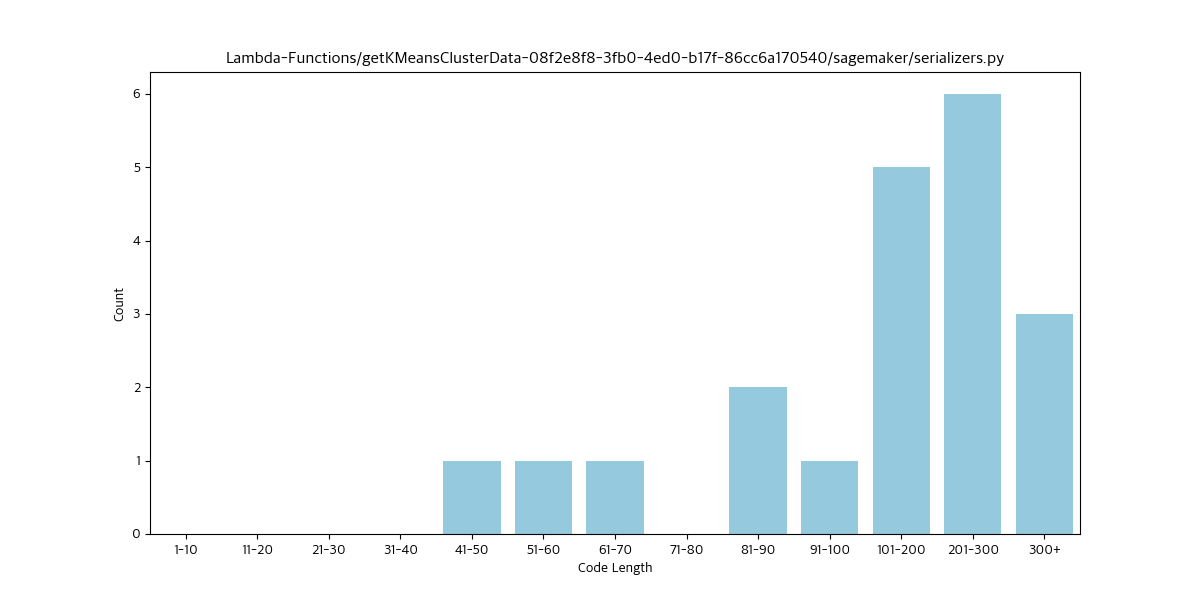 Lambda-Functions/getKMeansClusterData-08f2e8f8-3fb0-4ed0-b17f-86cc6a170540/sagemaker/serializers.py
6
5
4
3
2
1
0
Count
1-10 11-20 21-30 31-40 41-50 51-60 61-70 71-80 81-90 91-100 101-200 201-300 300+
Code Length